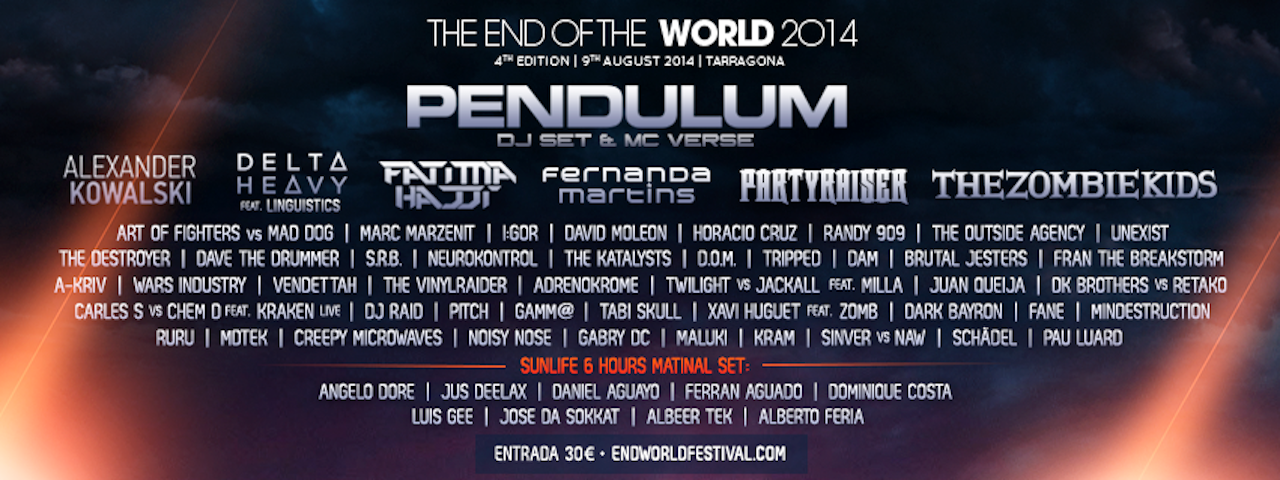 THE END OF THE WORLD 2014
4TH EDITION | 9TH AUGUST 2014 | TARRAGONA
PENDULUM
DJ SET & MC VERSE
ALEXANDER KOWALSKI
DELTA HEAVY FEAT. LINGUISTICS
FATIMA HAJJI
fernanda martins
PARTYRAISER
THEZOMBIEKIDS
ART OF FIGHTERS vs MAD DOG | MARC MARZENIT | I:GOR | DAVID MOLEON | HORACIO CRUZ | RANDY 909 | THE OUTSIDE AGENCY | UNEXIST
THE DESTROYER | DAVE THE DRUMMER | S.R.B. | NEUROKONTROL | THE KATALYSTS | D.O.M. | TRIPPED | DAM | BRUTAL JESTERS | FRAN THE BREAKSTORM
A-KRIV | WARS INDUSTRY | VENDETTAH | THE VINYLRAIDER | ADRENOKROME | TWILIGHT VS JACKALL FEAT. MILLA | JUAN QUEIJA | DK BROTHERS VS RETAKO
CARLES S VS CHEM D FEAT. KRAKEN LIVE | DJ RAID | PITCH | GAMM@ | TABI SKULL | XAVI HUGUET FEAT. ZOMB | DARK BAYRON | FANE | MINDESTRUCTION
RURU | MDTEK | CREEPY MICROWAVES | NOISY NOSE | GABRY DC | MALUKI | KRAM | SINVER VS NAW | SCHÃDEL | PAU LUARD
SUNLIFE 6 HOURS MATINAL SET:
ANGELO DORE | JUS DEELAX | DANIEL AGUAYO | FERRAN AGUADO | DOMINIQUE COSTA
LUIS GEE | JOSE DA SOKKAT | ALBEER TEK | ALBERTO FERIA
ENTRADA 30€ • ENDWORLDFESTIVAL.COM